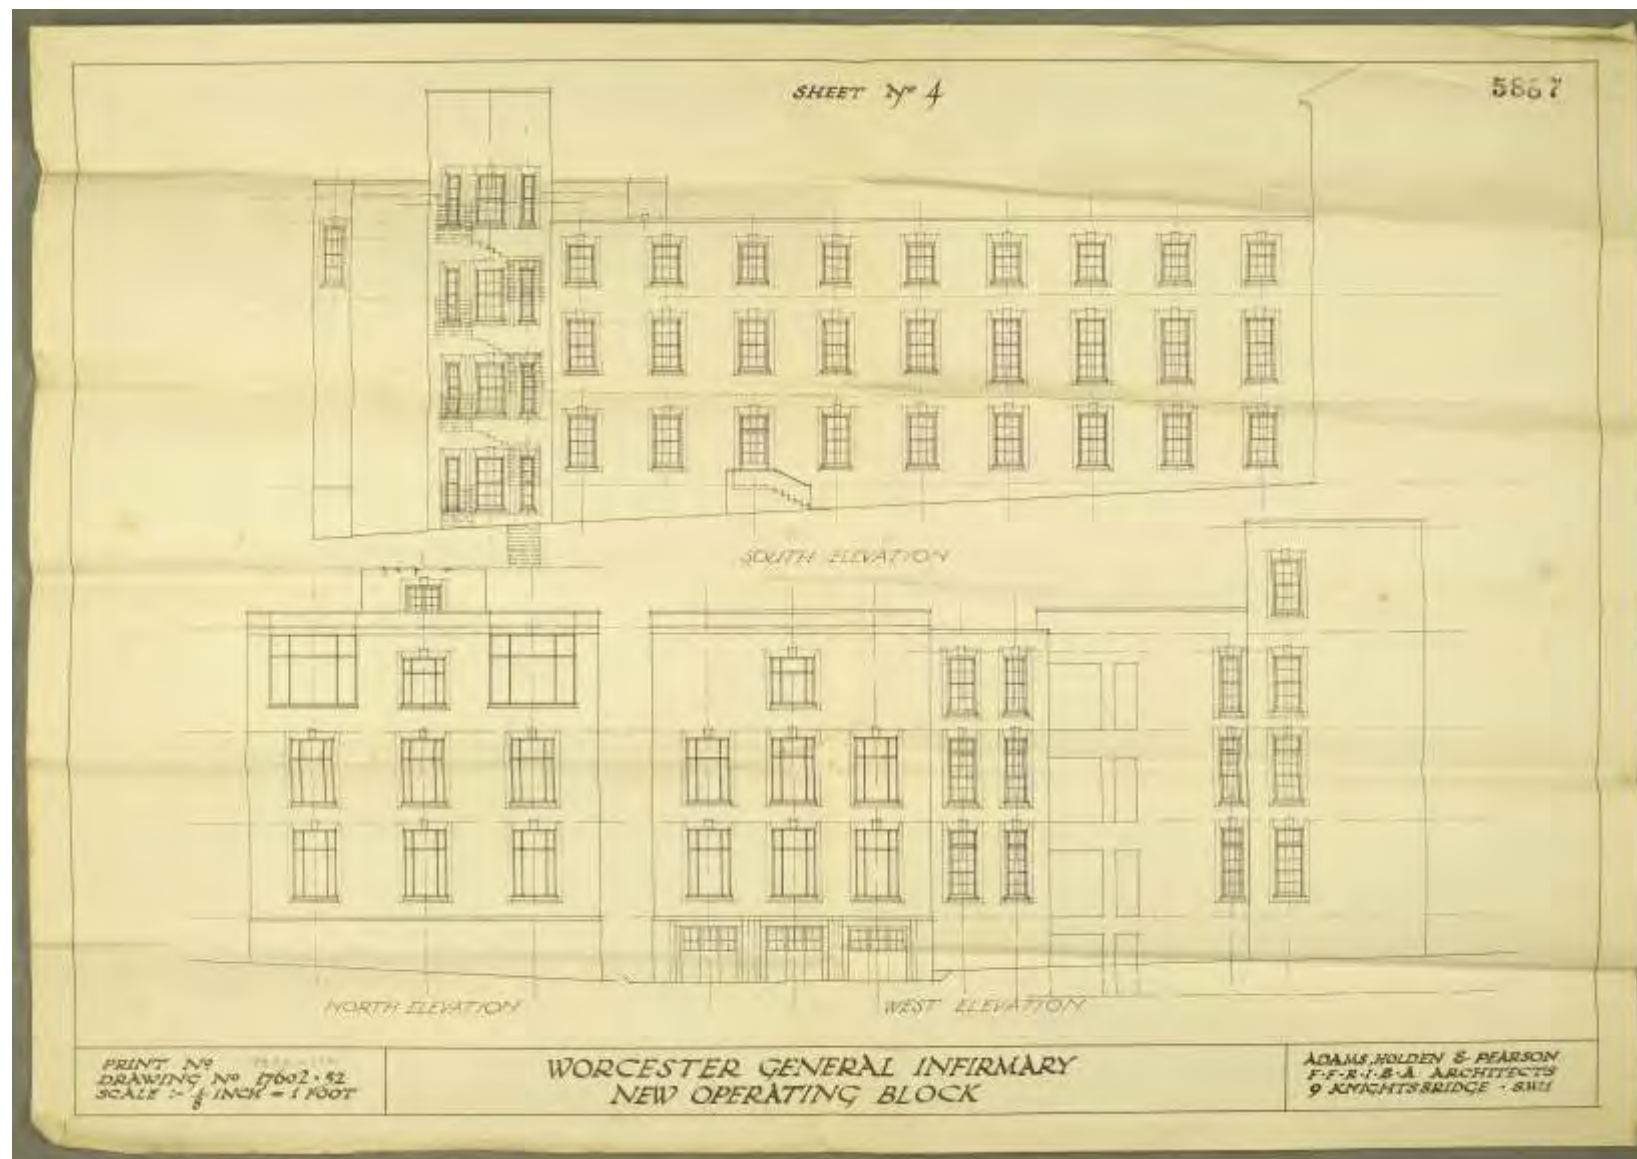 SHEET Nº 4
SOUTH ELEVATION
NORTH ELEVATION
WEST ELEVATION
PRINT Nº
DRAWING Nº 17602·52
SCALE :- 1/8 INCH = 1 FOOT
WORCESTER GENERAL INFIRMARY
NEW OPERATING BLOCK
ADAMS, HOLDEN & PEARSON
F·F·R·I·B·A· ARCHITECTS
9 KNIGHTSBRIDGE · SW1